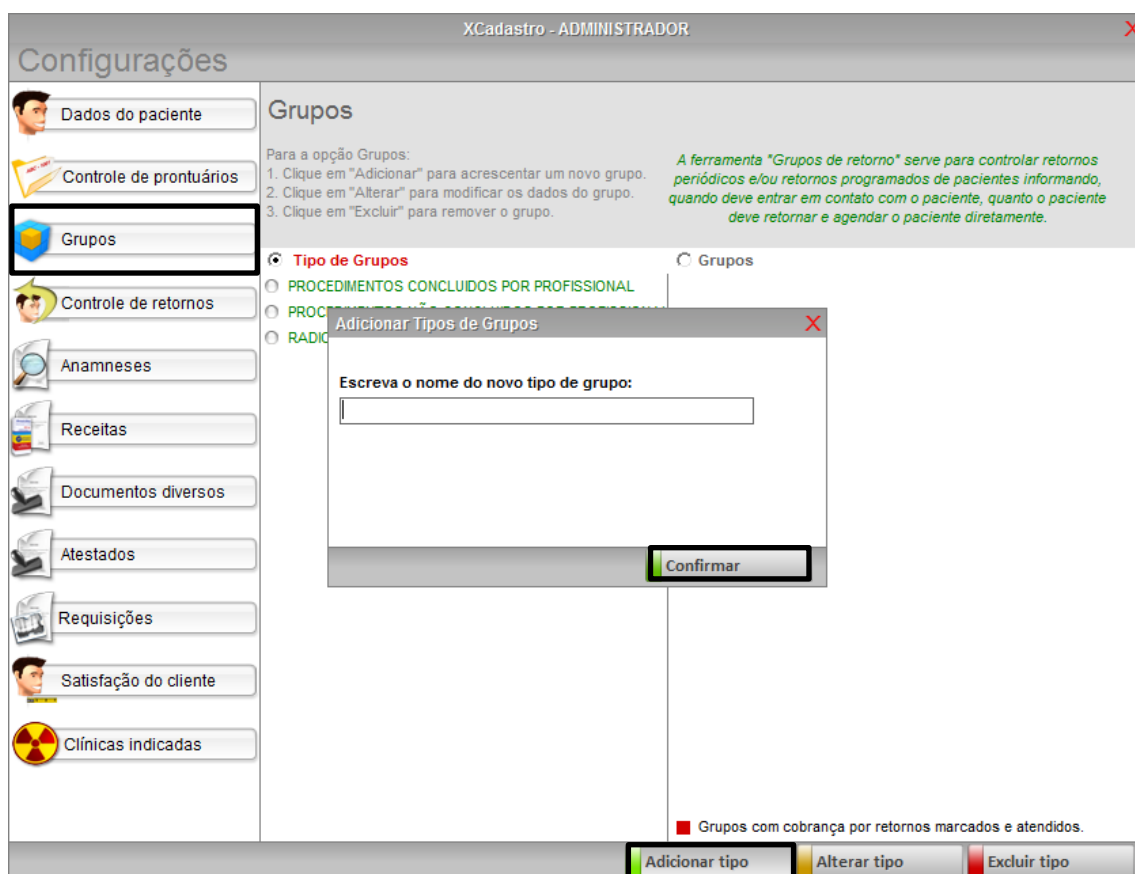 XCadastro - ADMINISTRADOR
X
Configurações
Dados do paciente
Controle de prontuários
Grupos
Controle de retornos
Anamneses
Receitas
Documentos diversos
Atestados
Requisições
Satisfação do cliente
Clínicas indicadas
Grupos
Para a opção Grupos:
1. Clique em "Adicionar" para acrescentar um novo grupo.
2. Clique em "Alterar" para modificar os dados do grupo.
3. Clique em "Excluir" para remover o grupo.
A ferramenta "Grupos de retorno" serve para controlar retornos
periódicos e/ou retornos programados de pacientes informando,
quando deve entrar em contato com o paciente, quanto o paciente
deve retornar e agendar o paciente diretamente.
Tipo de Grupos
PROCEDIMENTOS CONCLUIDOS POR PROFISSIONAL
Grupos
Adicionar Tipos de Grupos
X
Escreva o nome do novo tipo de grupo:
Confirmar
Grupos com cobrança por retornos marcados e atendidos.
Adicionar tipo
Alterar tipo
Excluir tipo